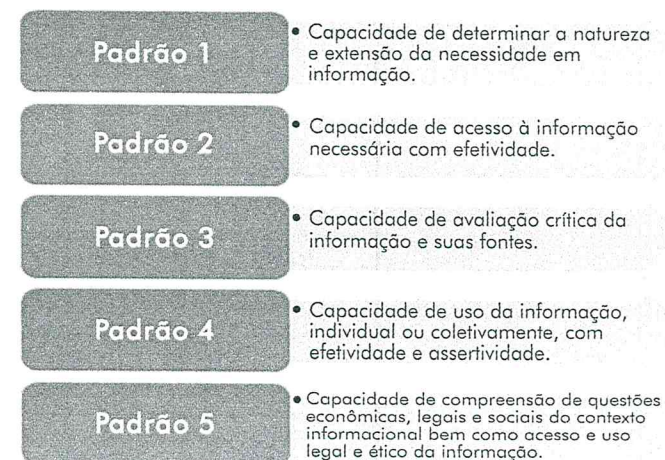 Padrão 1
• Capacidade de determinar a natureza
e extensão da necessidade em
informação.
Padrão 2
• Capacidade de acesso à informação
necessária com efetividade.
Padrão 3
• Capacidade de avaliação crítica da
informação e suas fontes.
Padrão 4
• Capacidade de uso da informação,
individual ou coletivamente, com
efetividade e assertividade.
Padrão 5
• Capacidade de compreensão de questões
econômicas, legais e sociais do contexto
informacional bem como acesso e uso
legal e ético da informação.